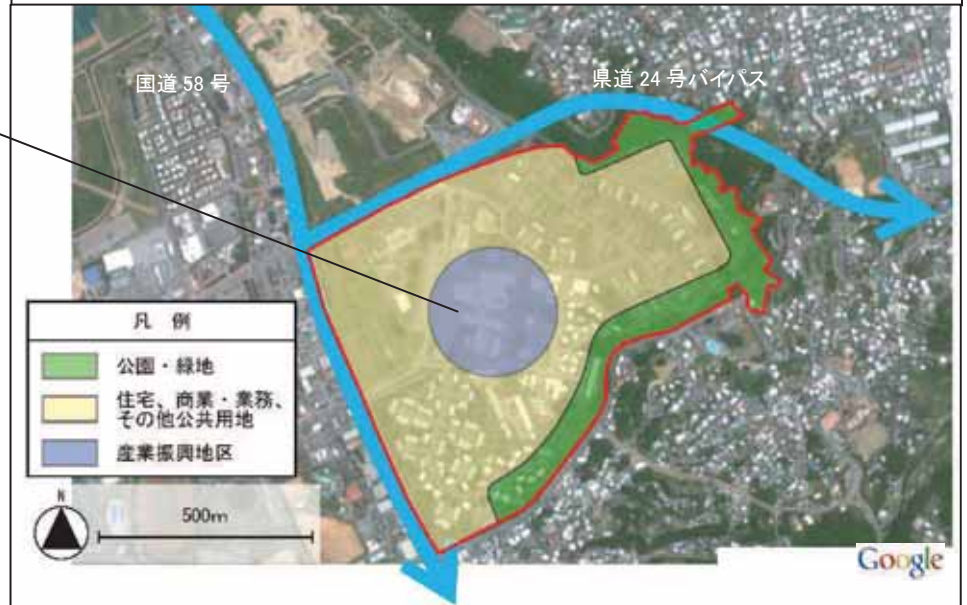 国道 58 号
県道 24 号バイパス
凡 例
公園・緑地
住宅、商業・業務、
その他公共用地
産業振興地区
N
500m
Google